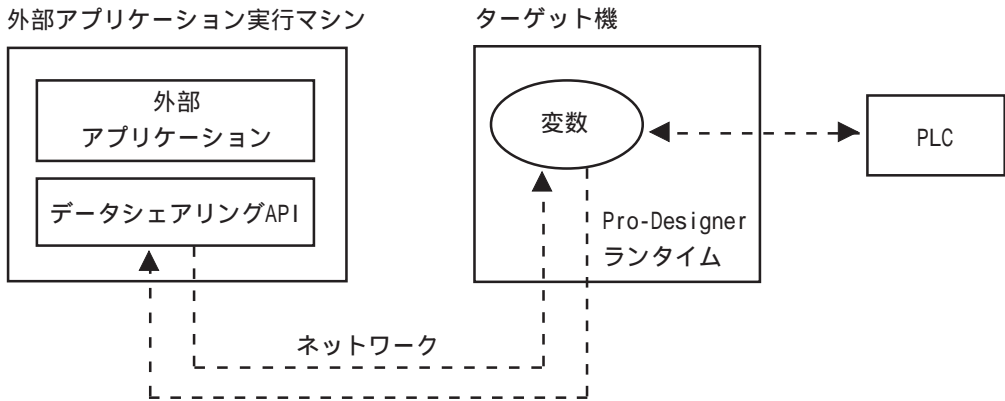 外部アプリケーション実行マシン
ターゲット機
外部
アプリケーション
データシェアリングAPI
変数
PLC
Pro-Designer
ランタイム
ネットワーク